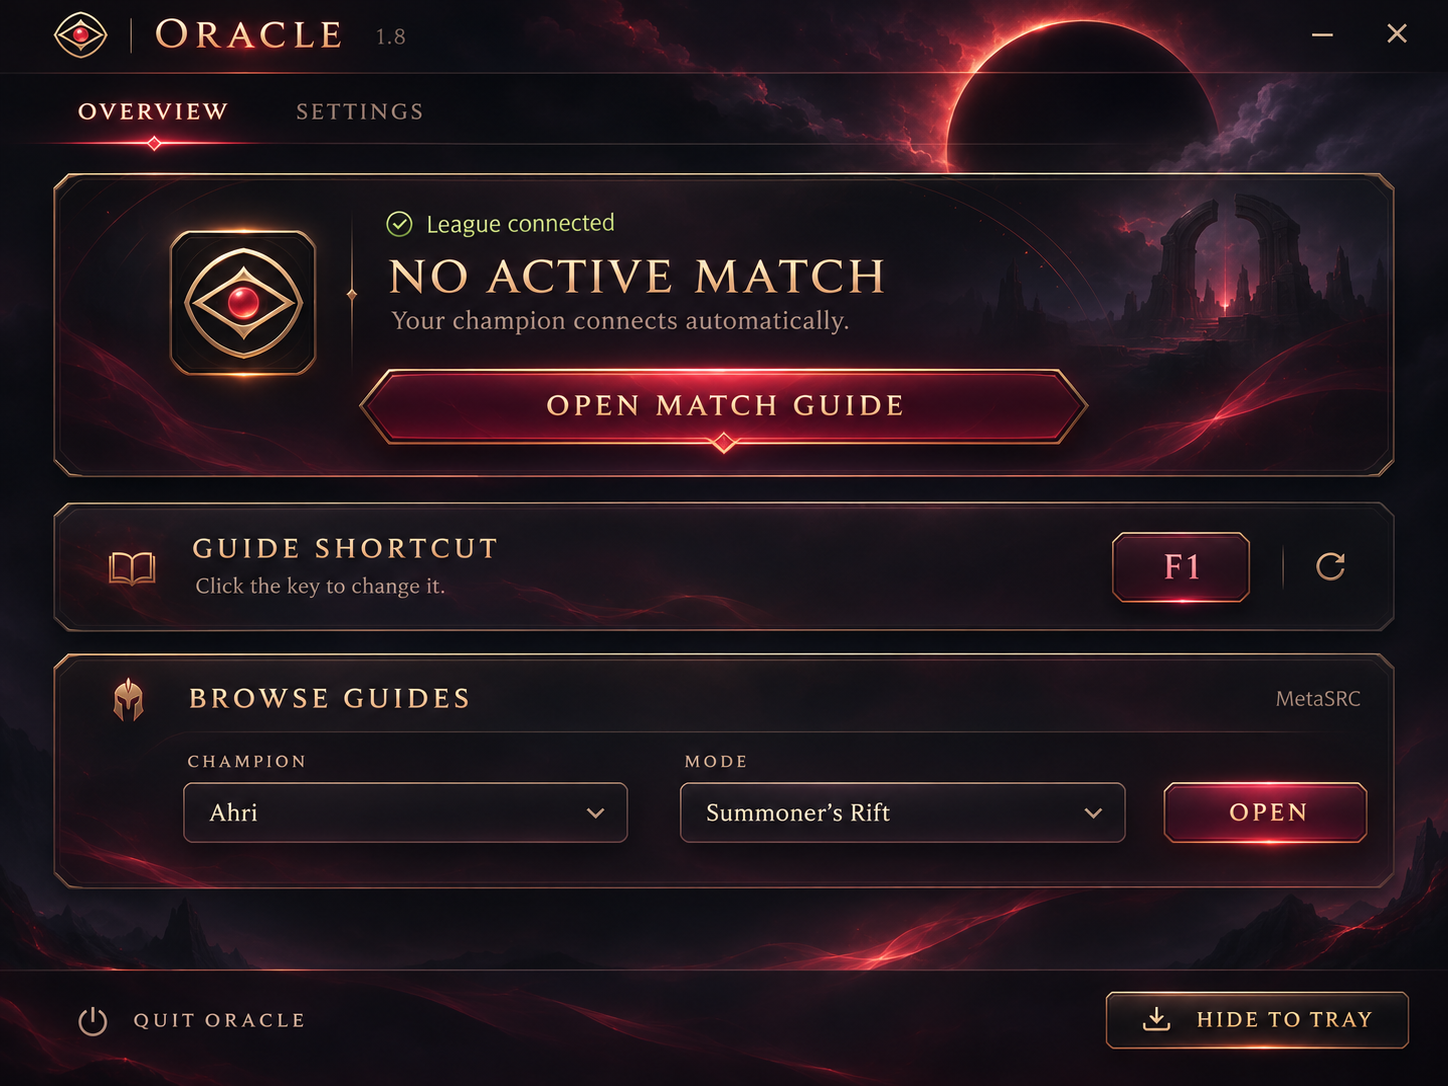 ORACLE 1.8
OVERVIEW SETTINGS
League connected
NO ACTIVE MATCH
Your champion connects automatically.
OPEN MATCH GUIDE
GUIDE SHORTCUT
Click the key to change it.
F1
BROWSE GUIDES
MetaSRC
CHAMPION
MODE
Ahri
Summoner’s Rift
OPEN
QUIT ORACLE
HIDE TO TRAY